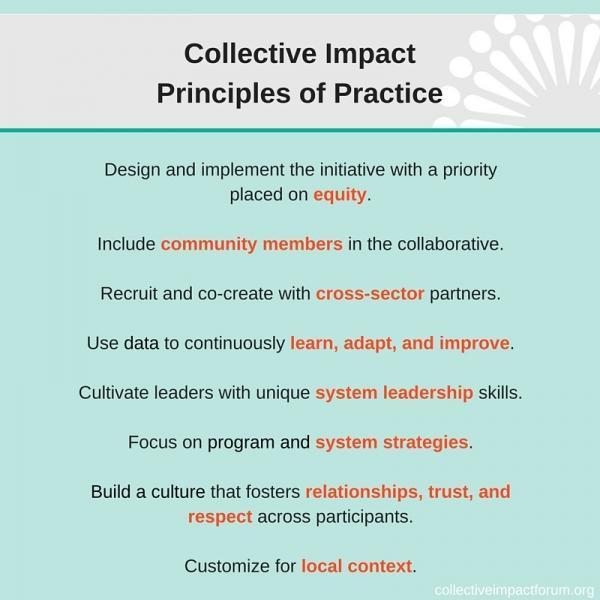 Collective Impact
Principles of Practice
Design and implement the initiative with a priority
placed on equity.
Include community members in the collaborative.
Recruit and co-create with cross-sector partners.
Use data to continuously learn, adapt, and improve.
Cultivate leaders with unique system leadership skills.
Focus on program and system strategies.
Build a culture that fosters relationships, trust, and
respect across participants.
Customize for local context.
collectiveimpactforum.org